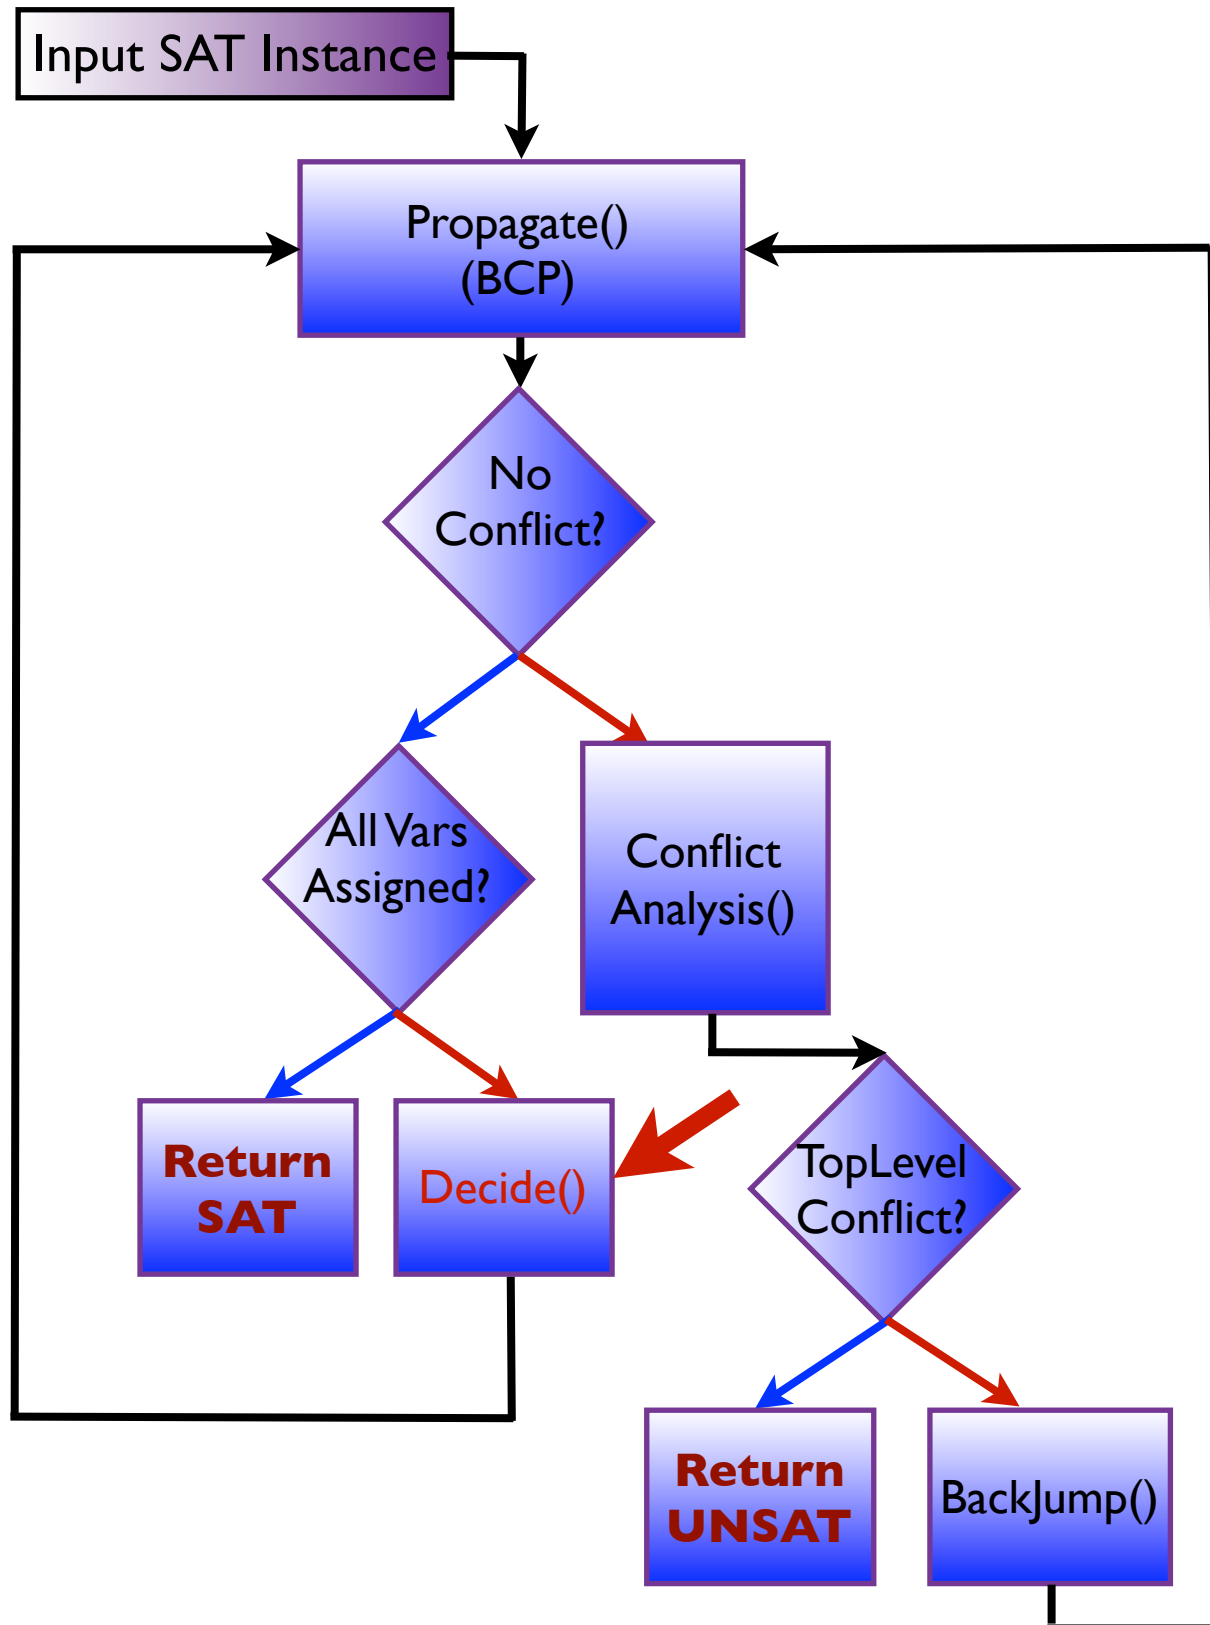 Input SAT Instance
Propagate()
(BCP)
No
Conflict?
All Vars
Assigned?
Conflict
Analysis()
Return
SAT
Decide()
TopLevel
Conflict?
Return
UNSAT
BackJump()